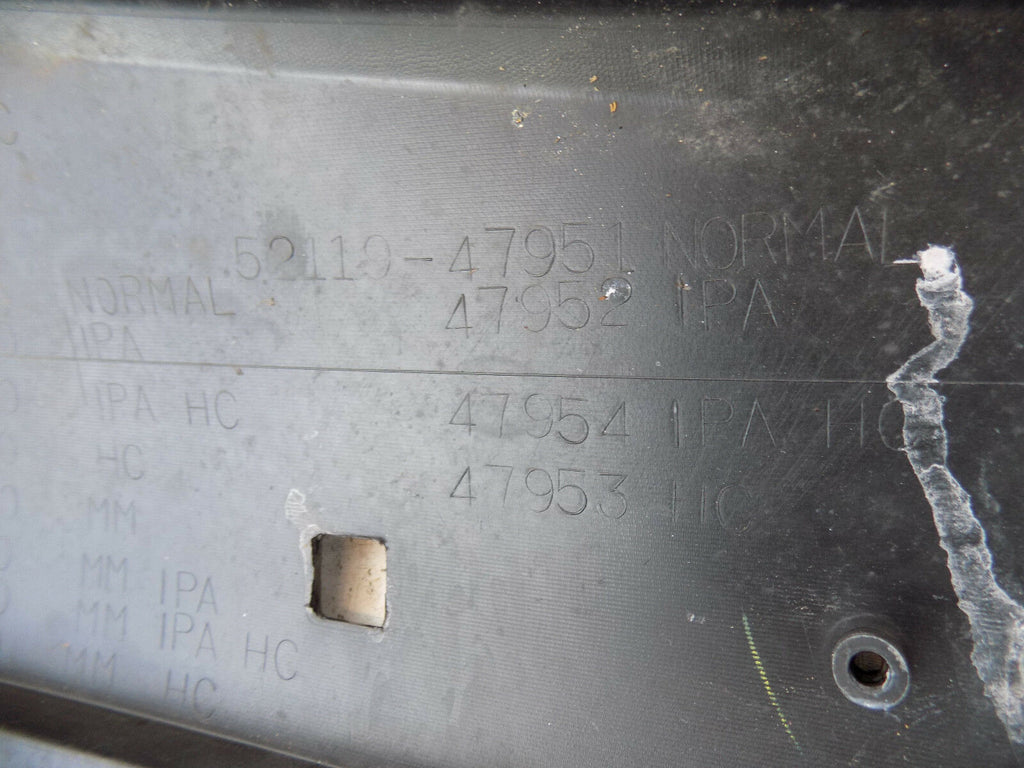 52119-47951 NORMAL
47952 IPA
47954 IPA HC
47953 HC
NORMAL
IPA
IPA HC
HC
MM
MM IPA
MM IPA HC
MM HC